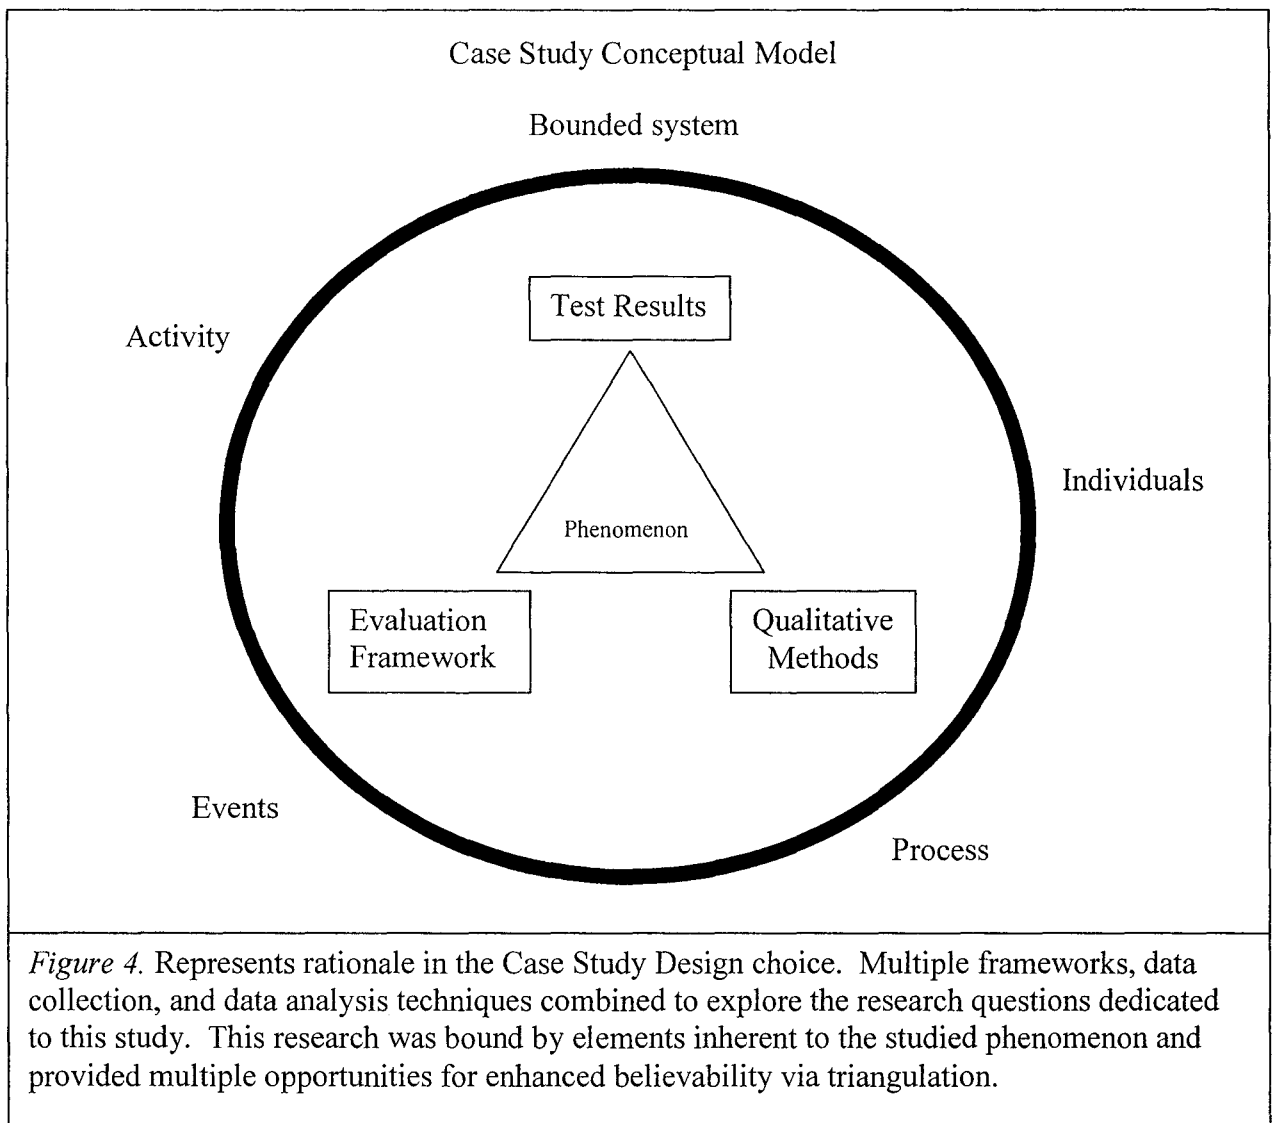 Case Study Conceptual Model
Bounded system
Test Results
Activity
Individuals
Phenomenon
Evaluation
Framework
Qualitative
Methods
Events
Process
Figure 4. Represents rationale in the Case Study Design choice. Multiple frameworks, data
collection, and data analysis techniques combined to explore the research questions dedicated
to this study. This research was bound by elements inherent to the studied phenomenon and
provided multiple opportunities for enhanced believability via triangulation.